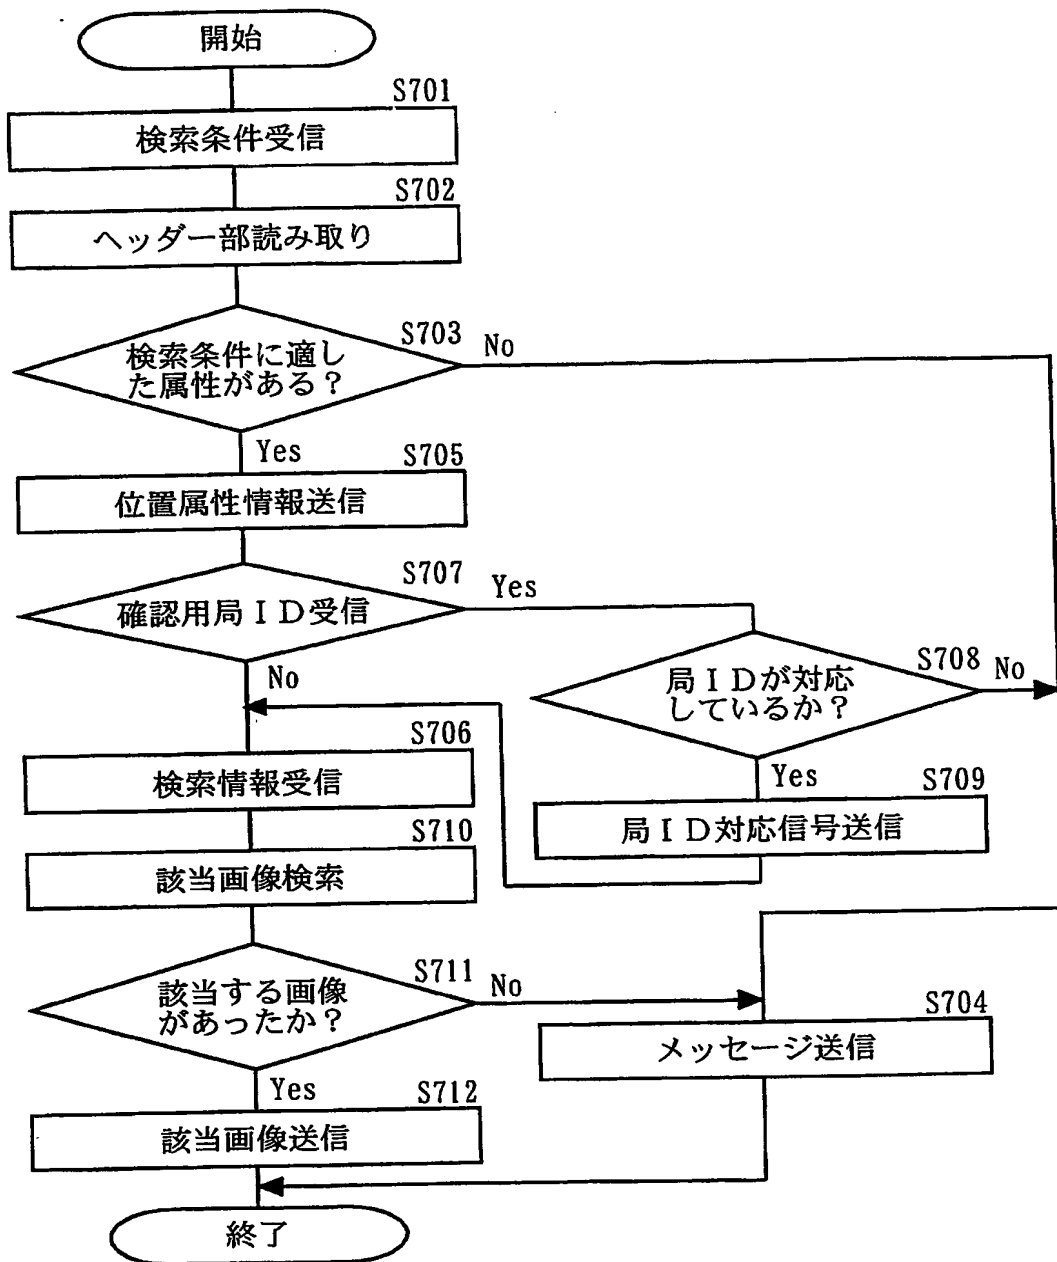 開始
S701
検索条件受信
S702
ヘッダー部読み取り
S703
検索条件に適し
た属性がある？
No
Yes
S705
位置属性情報送信
S707
確認用局ＩＤ受信
Yes
No
S708
局ＩＤが対応
しているか？
No
S706
検索情報受信
Yes
S709
局ＩＤ対応信号送信
S710
該当画像検索
S711
該当する画像
があったか？
No
S704
メッセージ送信
Yes
S712
該当画像送信
終了